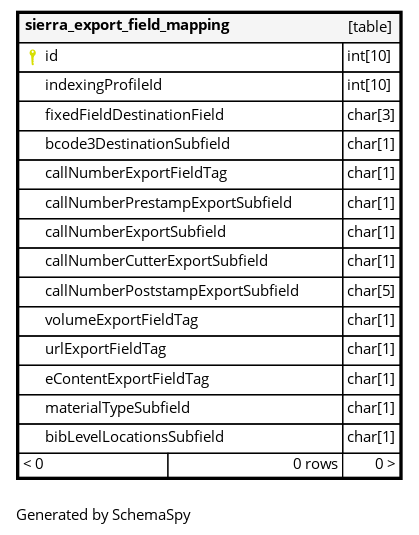 sierra_export_field_mapping [table]
id int[10]
indexingProfileId int[10]
fixedFieldDestinationField char[3]
bcode3DestinationSubfield char[1]
callNumberExportFieldTag char[1]
callNumberPrestampExportSubfield char[1]
callNumberExportSubfield char[1]
callNumberCutterExportSubfield char[1]
callNumberPoststampExportSubfield char[5]
volumeExportFieldTag char[1]
urlExportFieldTag char[1]
eContentExportFieldTag char[1]
materialTypeSubfield char[1]
bibLevelLocationsSubfield char[1]
< 0 0 rows 0 >
Generated by SchemaSpy